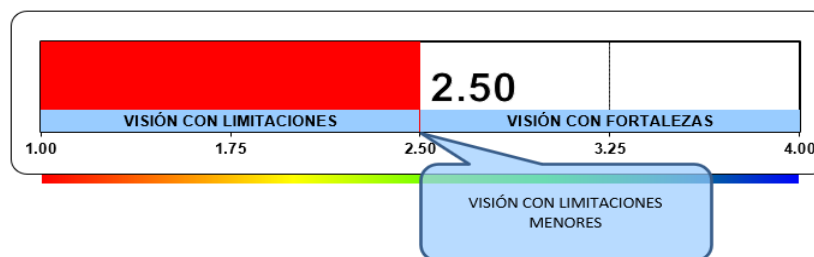 2.50
VISIÓN CON LIMITACIONES VISIÓN CON FORTALEZAS
1.00 1.75 2.50 3.25 4.00
VISIÓN CON LIMITACIONES
MENORES